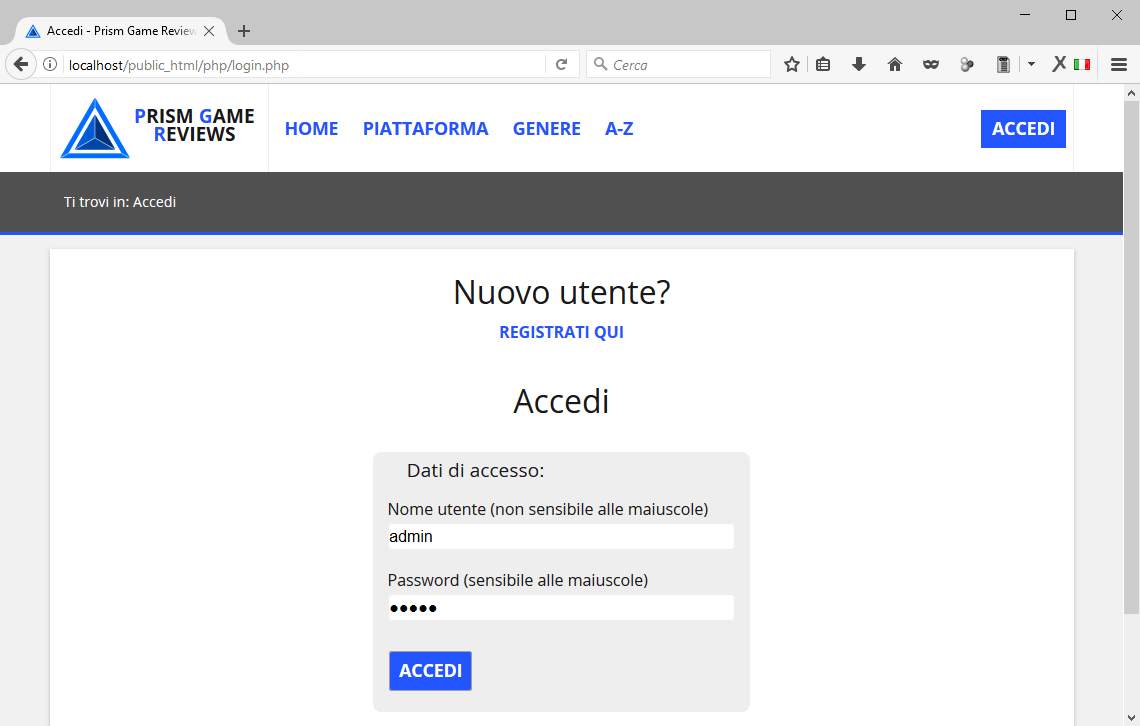 Accedi - Prism Game Review
localhost/public_html/php/login.php
Cerca
PRISM GAME
REVIEWS
HOME PIATTAFORMA GENERE A-Z
ACCEDI
Ti trovi in: Accedi
Nuovo utente?
REGISTRATI QUI
Accedi
Dati di accesso:
Nome utente (non sensibile alle maiuscole)
admin
Password (sensibile alle maiuscole)
●●●●●
ACCEDI